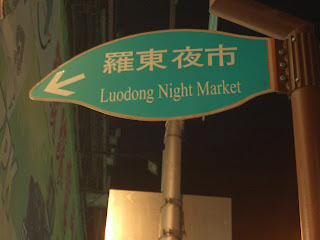 羅東夜市
Luodong Night Market